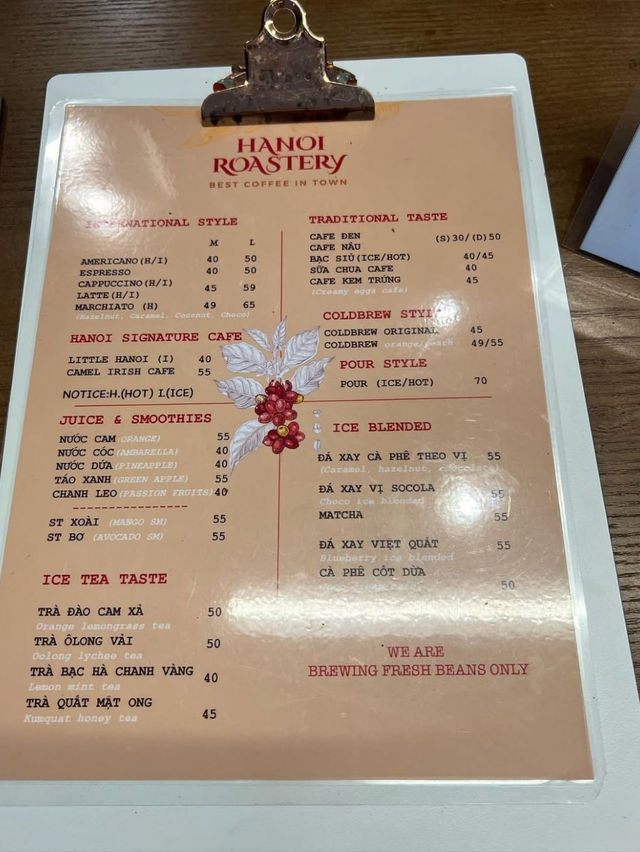 HANOI
ROASTERY
BEST COFFEE IN TOWN
INTERNATIONAL STYLE
M L
AMERICANO(H/I) 40 50
ESPRESSO 40 50
CAPPUCCINO(H/I)
LATTE(H/I) 45 59
MARCHIATO (H) 49 65
(Hazelnut, Caramel, Coconut, Choco)
HANOI SIGNATURE CAFE
LITTLE HANOI (I) 40
CAMEL IRISH CAFE 55
NOTICE:H.(HOT) I.(ICE)
JUICE & SMOOTHIES
NƯỚC CAM(ORANGE) 55
NƯỚC CÓC(AMBARELLA) 40
NƯỚC DỨA(PINEAPPLE) 40
TÁO XANH(GREEN APPLE) 55
CHANH LEO(PASSION FRUITS) 40
ST XOÀI (MANGO SM) 55
ST BƠ (AVOCADO SM) 55
ICE TEA TASTE
TRÀ ĐÀO CAM XẢ 50
Orange lemongrass tea
TRÀ ÔLONG VẢI 50
Oolong lychee tea
TRÀ BẠC HÀ CHANH VÀNG 40
Lemon mint tea
TRÀ QUẤT MẬT ONG 45
Kumquat honey tea
TRADITIONAL TASTE
CAFE ĐEN (S)30/(D)50
CAFE NÂU
BẠC SIỦ(ICE/HOT) 40/45
SỮA CHUA CAFE 40
CAFE KEM TRỨNG 45
(Creamy eggs cafe)
COLDBREW STYLE
COLDBREW ORIGINAL 45
COLDBREW orange/peach 49/55
POUR STYLE
POUR (ICE/HOT) 70
ICE BLENDED
ĐÁ XAY CÀ PHÊ THEO VỊ 55
(Caramel, hazelnut, chocolate)
ĐÁ XAY VỊ SOCOLA 55
Choco ice blended
MATCHA 55
ĐÁ XAY VIỆT QUẤT 55
Blueberry ice blended
CÀ PHÊ CỐT DỪA 50
WE ARE
BREWING FRESH BEANS ONLY